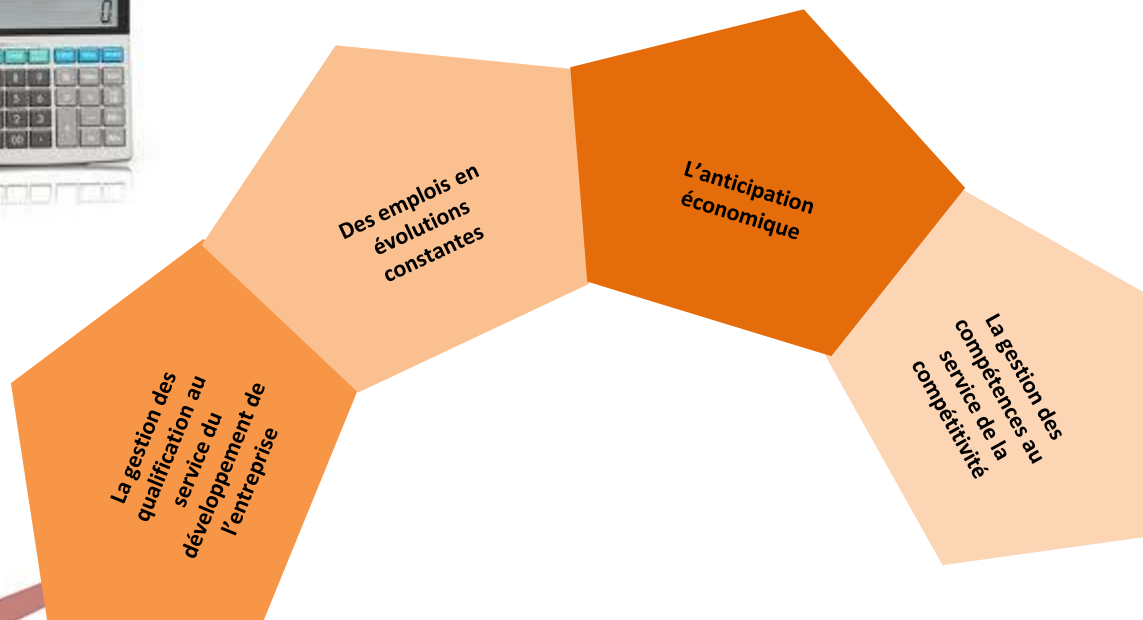 La gestion des
qualification au
service du
développement de
l'entreprise
Des emplois en
évolutions
constantes
L'anticipation
économique
La gestion des
compétences au
service de la
compétitivité